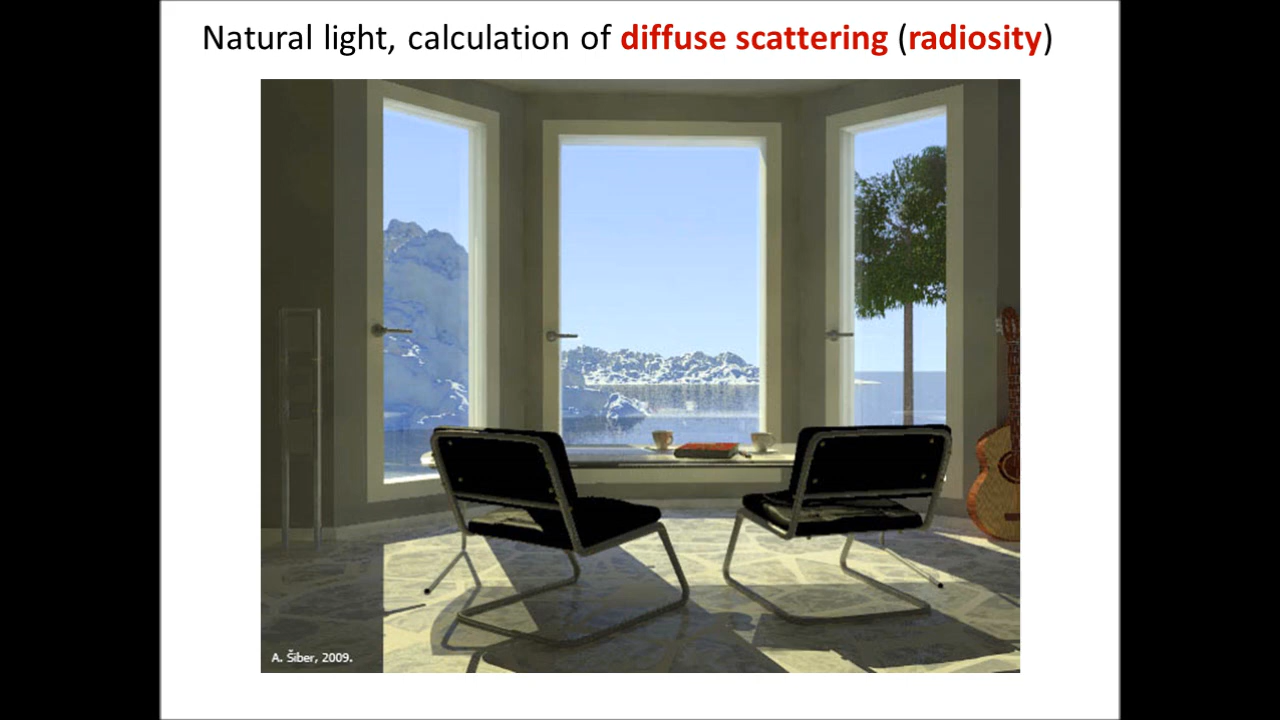 Natural light, calculation of diffuse scattering (radiosity)
A. Šiber, 2009.